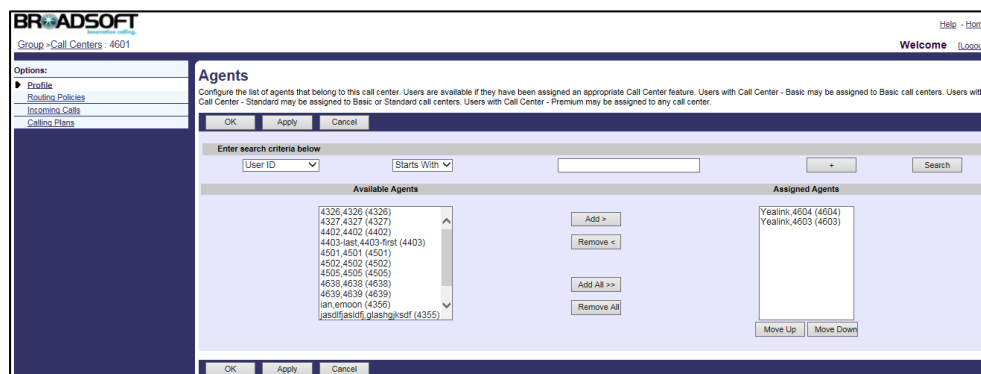 BROADSOFT
innovation calling.
Help - Hom
Group >Call Centers : 4601
Welcome [Logou
Options:
Profile
Routing Policies
Incoming Calls
Calling Plans
Agents
Configure the list of agents that belong to this call center. Users are available if they have been assigned an appropriate Call Center feature. Users with Call Center - Basic may be assigned to Basic call centers. Users with
Call Center - Standard may be assigned to Basic or Standard call centers. Users with Call Center - Premium may be assigned to any call center.
OK Apply Cancel
Enter search criteria below
User ID Starts With + Search
Available Agents Assigned Agents
4326,4326 (4326)
4327,4327 (4327)
4402,4402 (4402)
4403-last,4403-first (4403)
4501,4501 (4501)
4502,4502 (4502)
4505,4505 (4505)
4638,4638 (4638)
4639,4639 (4639)
ian,emoon (4356)
jasdlfjasldfj,glashgjksdf (4355)
Add >
Remove <
Add All >>
Remove All
Yealink,4604 (4604)
Yealink,4603 (4603)
Move Up Move Down
OK Apply Cancel